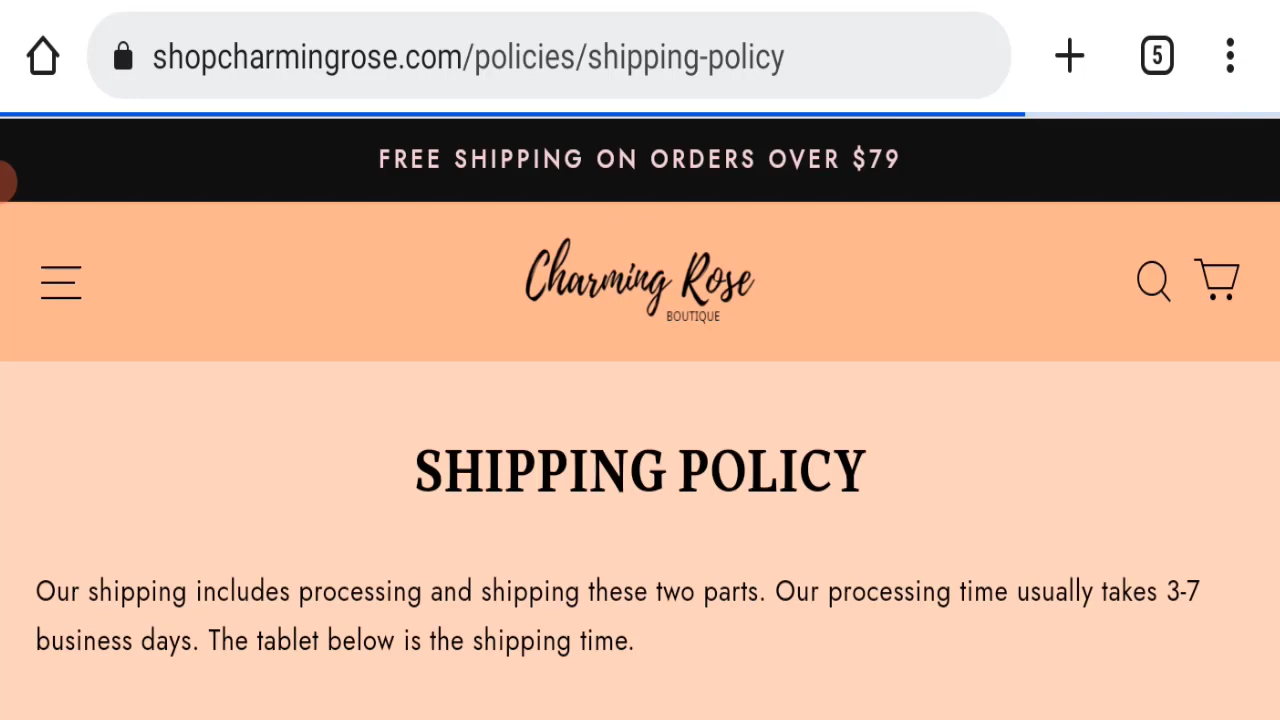 shopcharmingrose.com/policies/shipping-policy
5
FREE SHIPPING ON ORDERS OVER $79
Charming Rose
BOUTIQUE
SHIPPING POLICY
Our shipping includes processing and shipping these two parts. Our processing time usually takes 3-7
business days. The tablet below is the shipping time.